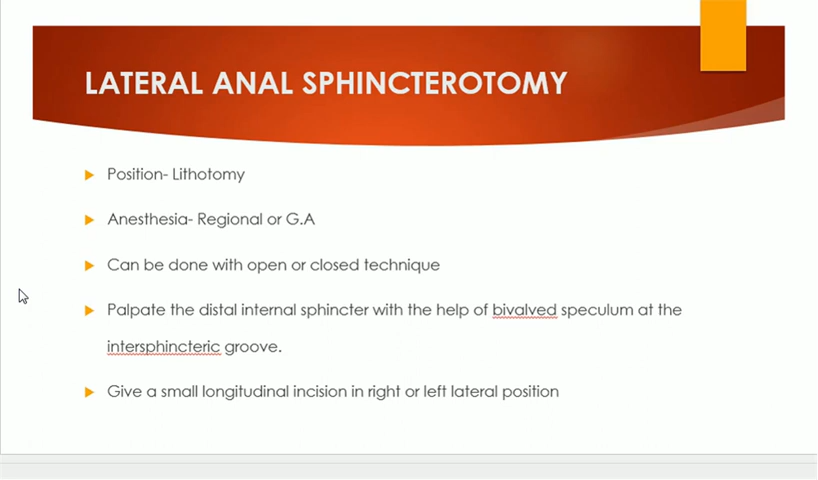 LATERAL ANAL SPHINCTEROTOMY
Position- Lithotomy
Anesthesia- Regional or G.A
Can be done with open or closed technique
Palpate the distal internal sphincter with the help of bivalved speculum at the
intersphincteric groove.
Give a small longitudinal incision in right or left lateral position